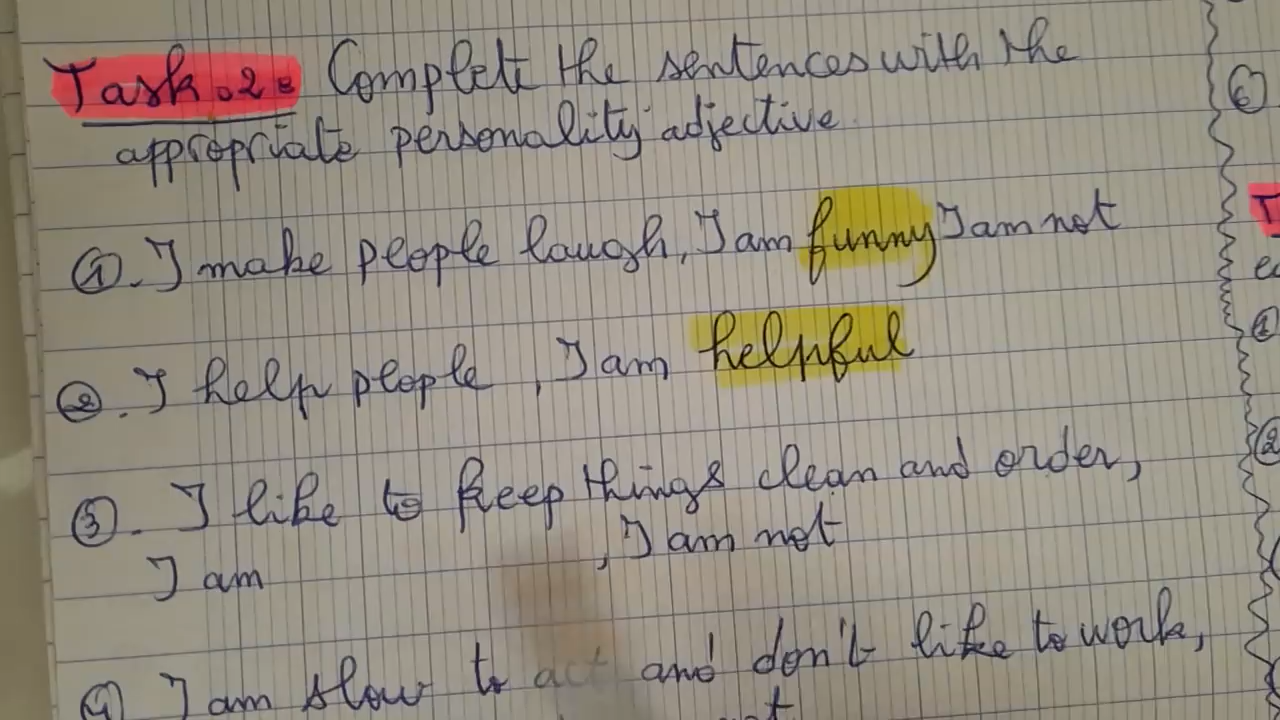 Task.2: Complete the sentences with the
appropriate personality adjective.
①. I make people laugh, I am funny I am not
②. I help people, I am helpful
③. I like to keep things clean and order,
I am , I am not
④ I am slow to act and don't like to work,